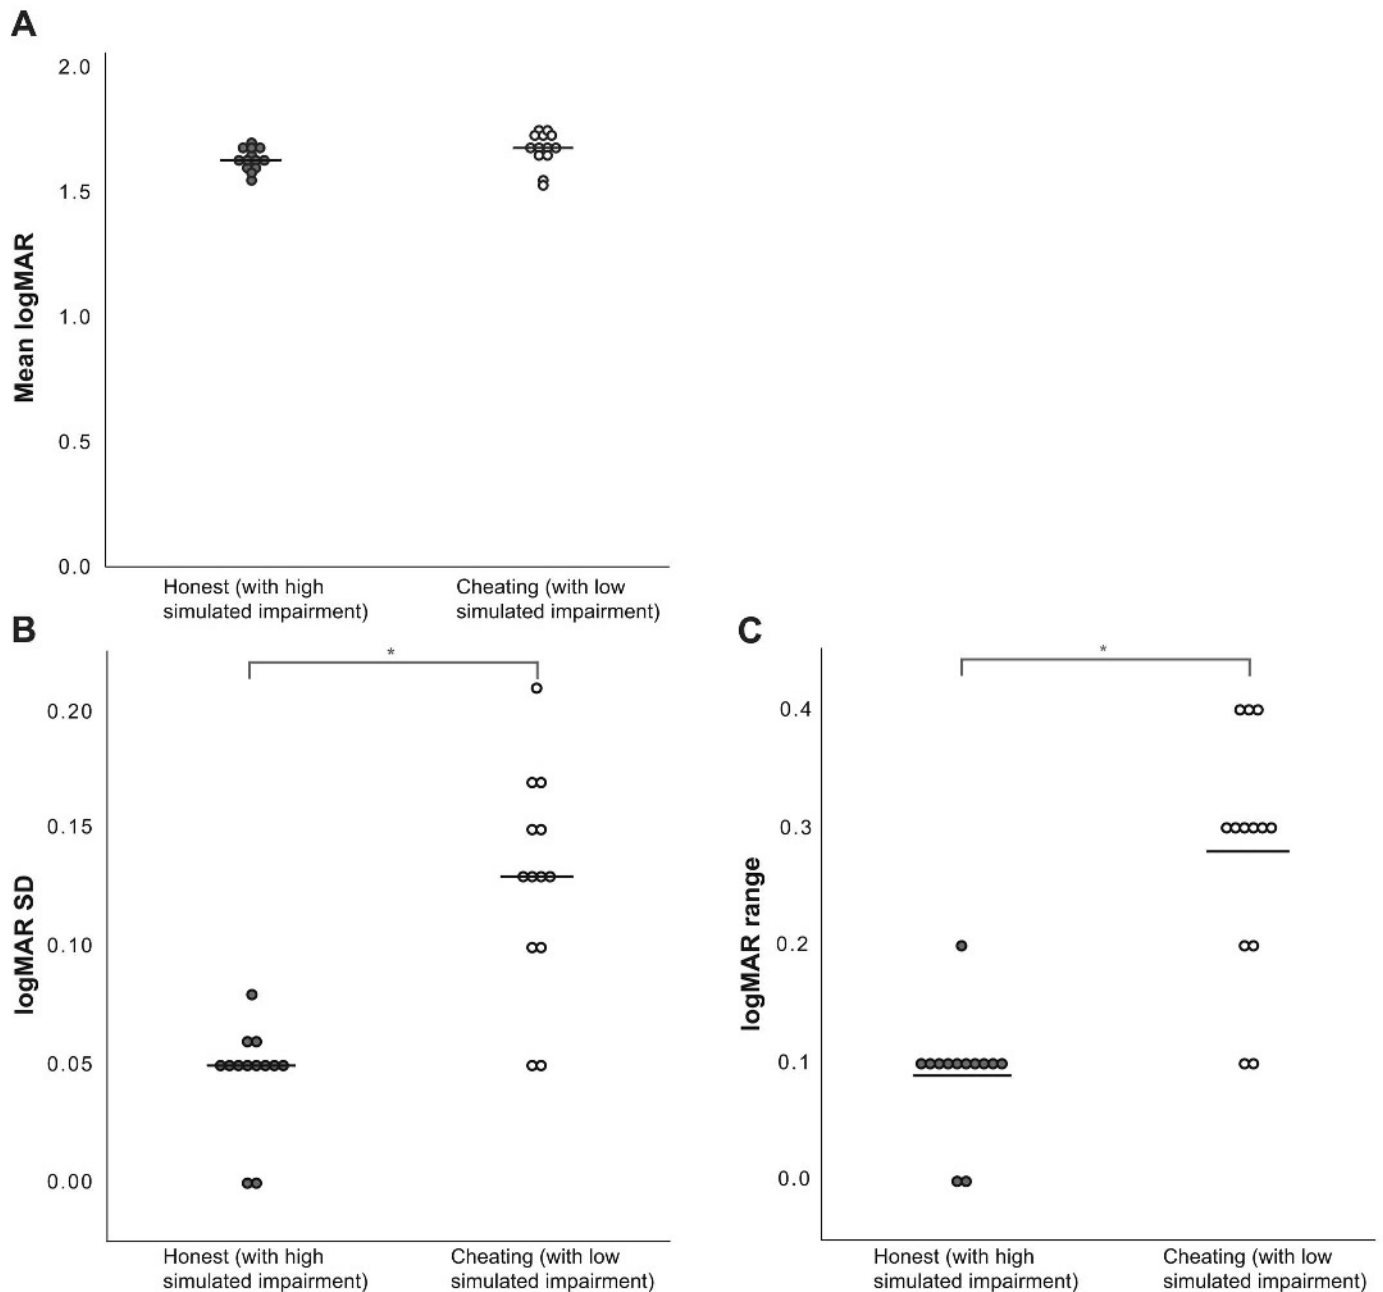 A
2.0
1.5
1.0
0.5
0.0
Mean logMAR
Honest (with high
simulated impairment)
Cheating (with low
simulated impairment)
B
*
0.20
0.15
0.10
0.05
0.00
logMAR SD
Honest (with high
simulated impairment)
Cheating (with low
simulated impairment)
C
*
0.4
0.3
0.2
0.1
0.0
logMAR range
Honest (with high
simulated impairment)
Cheating (with low
simulated impairment)